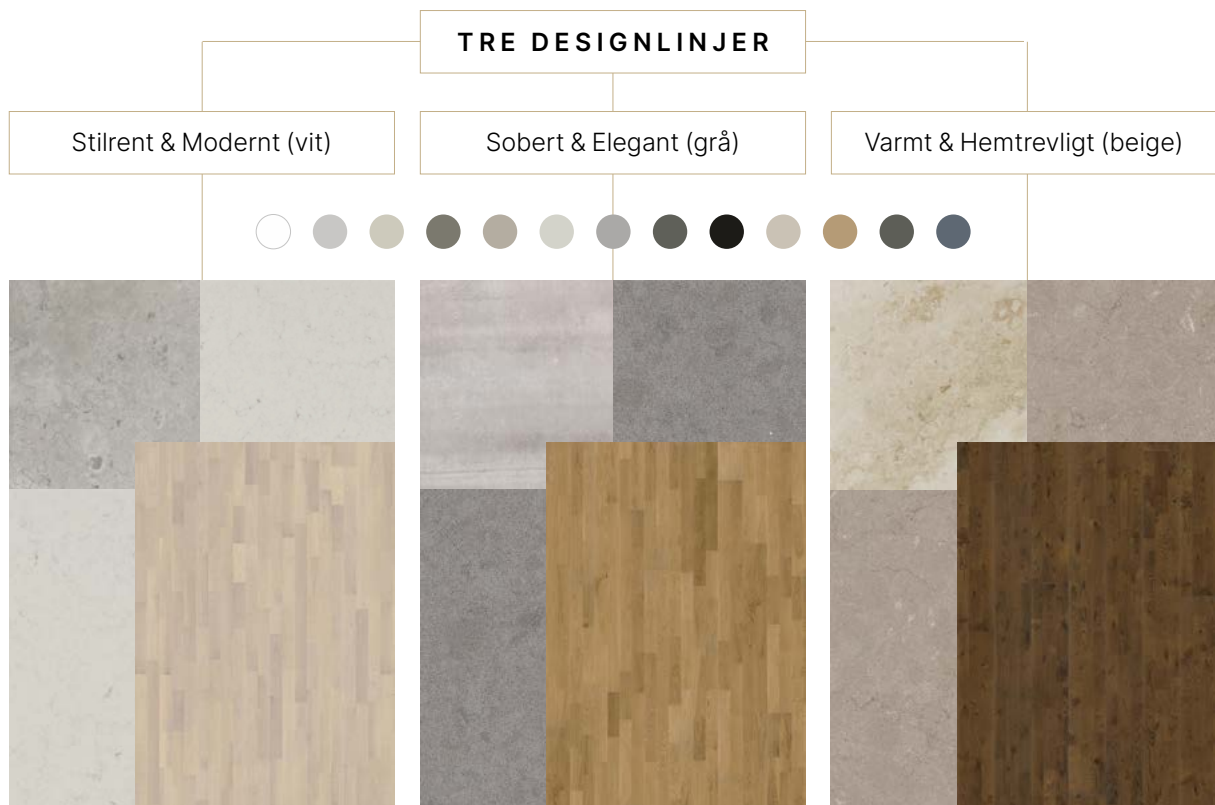 TRE DESIGNLINJER
Stilrent & Modernt (vit)
Sobert & Elegant (grå)
Varmt & Hemtrevligt (beige)